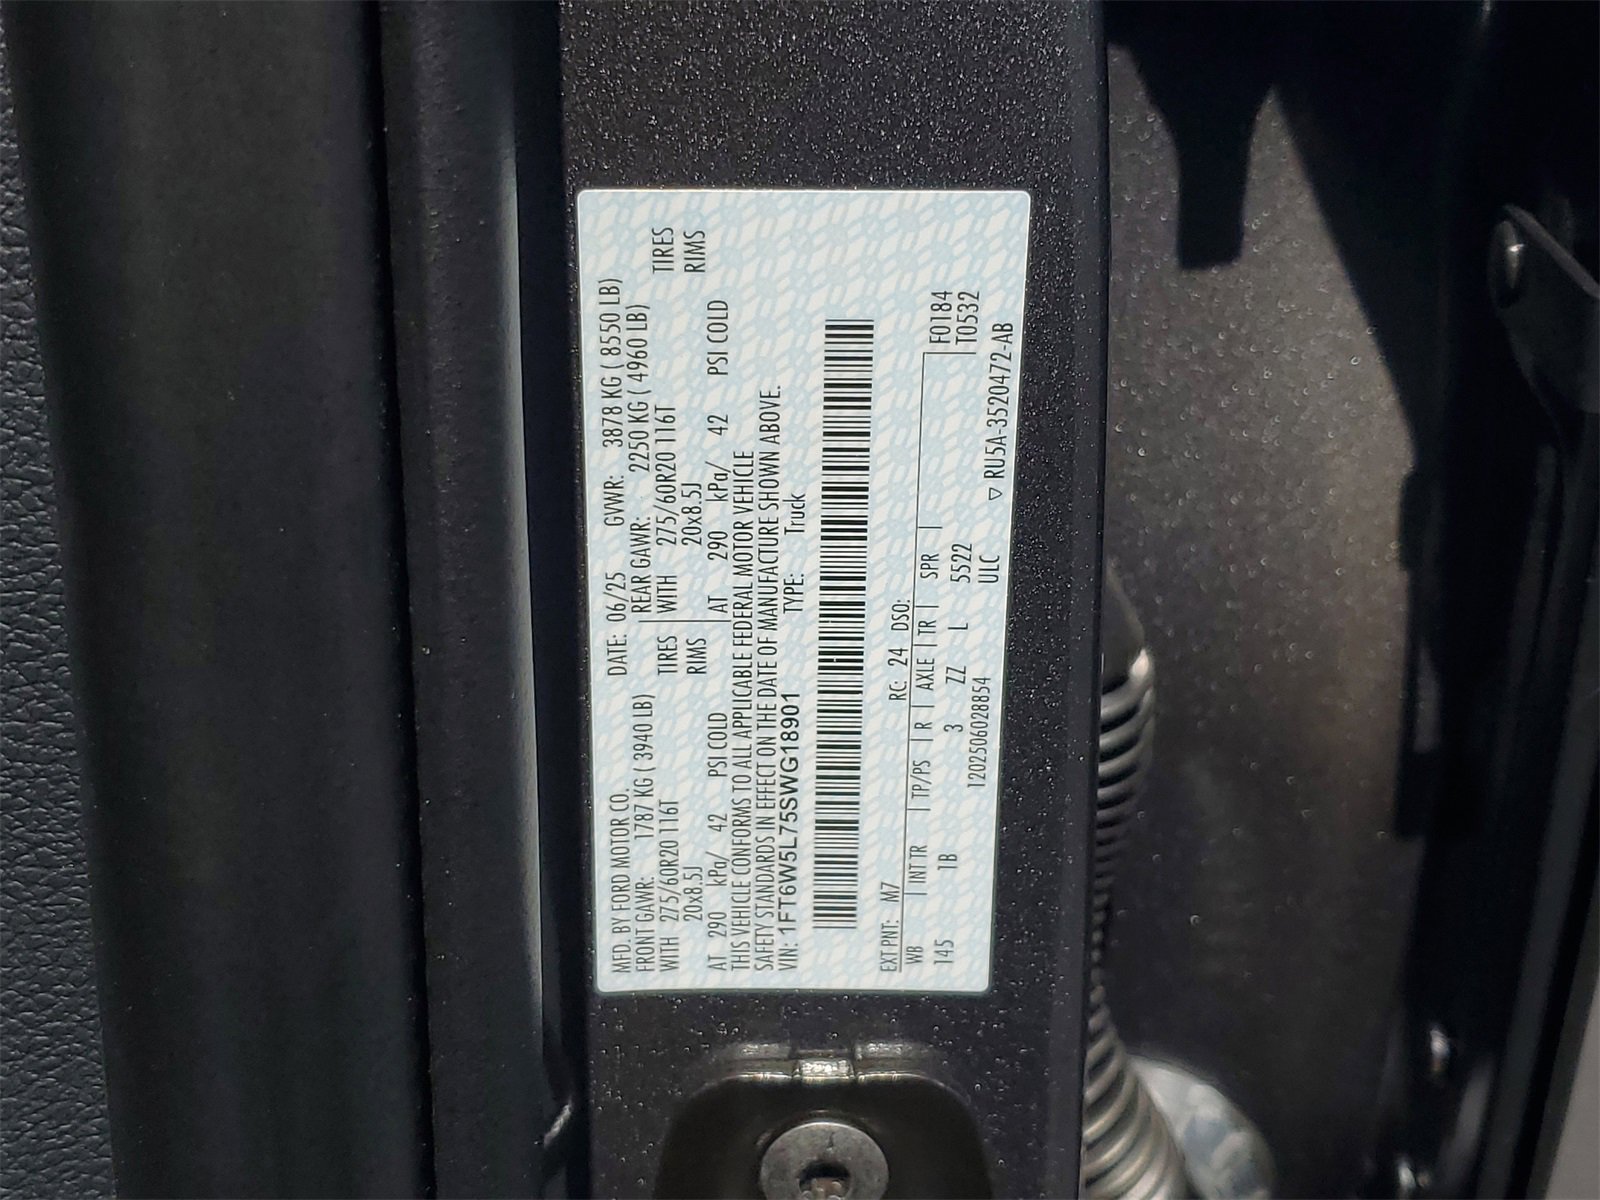 MFD. BY FORD MOTOR CO. DATE: 06/25 GVWR: 3878 KG ( 8550 LB)
FRONT GAWR: 1787 KG ( 3940 LB) REAR GAWR: 2250 KG ( 4960 LB)
WITH 275/60R20 116T TIRES WITH 275/60R20 116T TIRES
20x8.5J RIMS 20x8.5J RIMS
AT 290 kPa/ 42 PSI COLD AT 290 kPa/ 42 PSI COLD
THIS VEHICLE CONFORMS TO ALL APPLICABLE FEDERAL MOTOR VEHICLE
SAFETY STANDARDS IN EFFECT ON THE DATE OF MANUFACTURE SHOWN ABOVE.
VIN: 1FT6W5L75SWG18901 TYPE: Truck
EXT PNT: M7 RC: 24 DSO: F0184
WB INT TR TP/PS R AXLE TR SPR T0532
145 1B 3 ZZ L 5522
1202506028854 ULC
▽ RU5A-3520472-AB